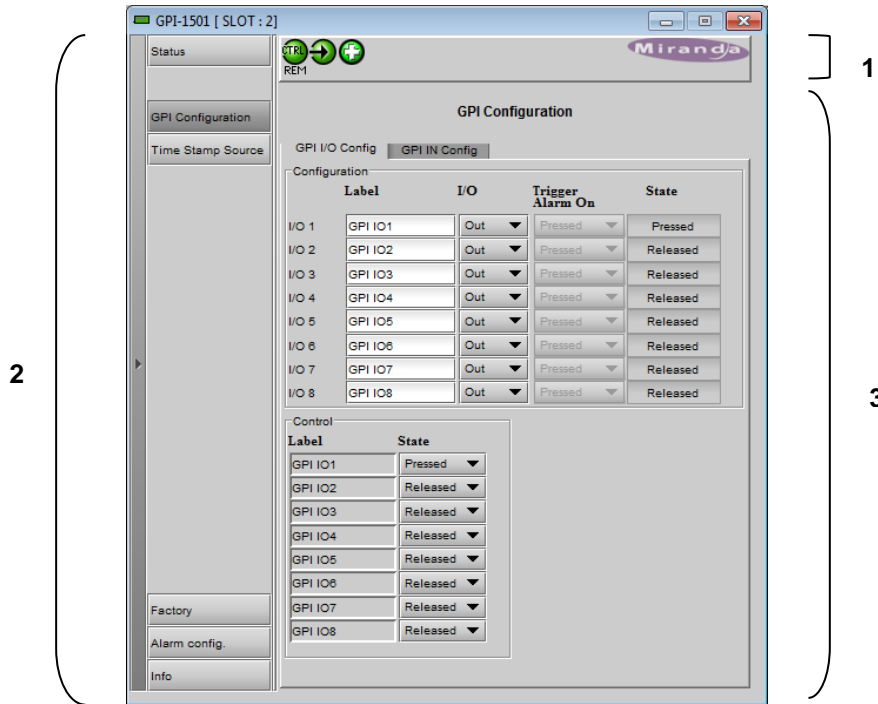 GPI-1501 [ SLOT : 2]
Status
CTRL
REM
Miranda
1
GPI Configuration
GPI Configuration
Time Stamp Source
GPI I/O Config GPI IN Config
Configuration
Label I/O Trigger Alarm On State
I/O 1 GPI IO1 Out Pressed Pressed
I/O 2 GPI IO2 Out Pressed Released
I/O 3 GPI IO3 Out Pressed Released
I/O 4 GPI IO4 Out Pressed Released
I/O 5 GPI IO5 Out Pressed Released
I/O 6 GPI IO6 Out Pressed Released
I/O 7 GPI IO7 Out Pressed Released
I/O 8 GPI IO8 Out Pressed Released
2
3
Control
Label State
GPI IO1 Pressed
GPI IO2 Released
GPI IO3 Released
GPI IO4 Released
GPI IO5 Released
GPI IO6 Released
GPI IO7 Released
GPI IO8 Released
Factory
Alarm config.
Info